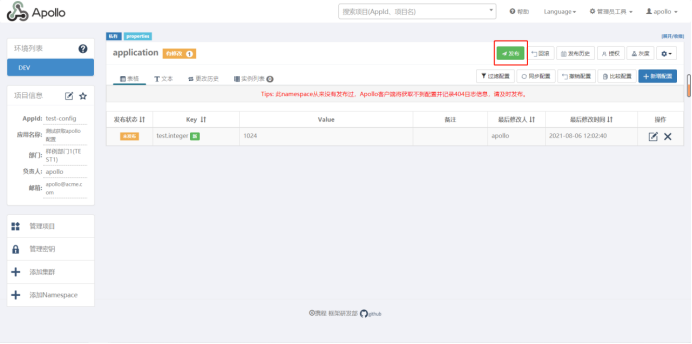 Apollo
搜索项目(AppId、项目名)
帮助
Language
管理员工具
apollo
环境列表
DEV
项目信息
AppId: test-config
应用名称: 测试获取apollo配置
部门: 样例部门1(TEST1)
负责人: apollo
邮箱: apollo@acme.com
管理项目
管理密钥
添加集群
添加Namespace
私有 properties
application 有修改 1
发布 回滚 发布历史 授权 灰度
表格 文本 更改历史 实例列表 0
过滤配置 同步配置 撤销配置 比较配置 新增配置
Tips: 此namespace从来没有发布过，Apollo客户端将获取不到配置并记录404日志信息，请及时发布。
发布状态 Key Value 备注 最后修改人 最后修改时间 操作
未发布 test.integer 新 1024 apollo 2021-08-06 12:02:40
©携程 框架研发部 github